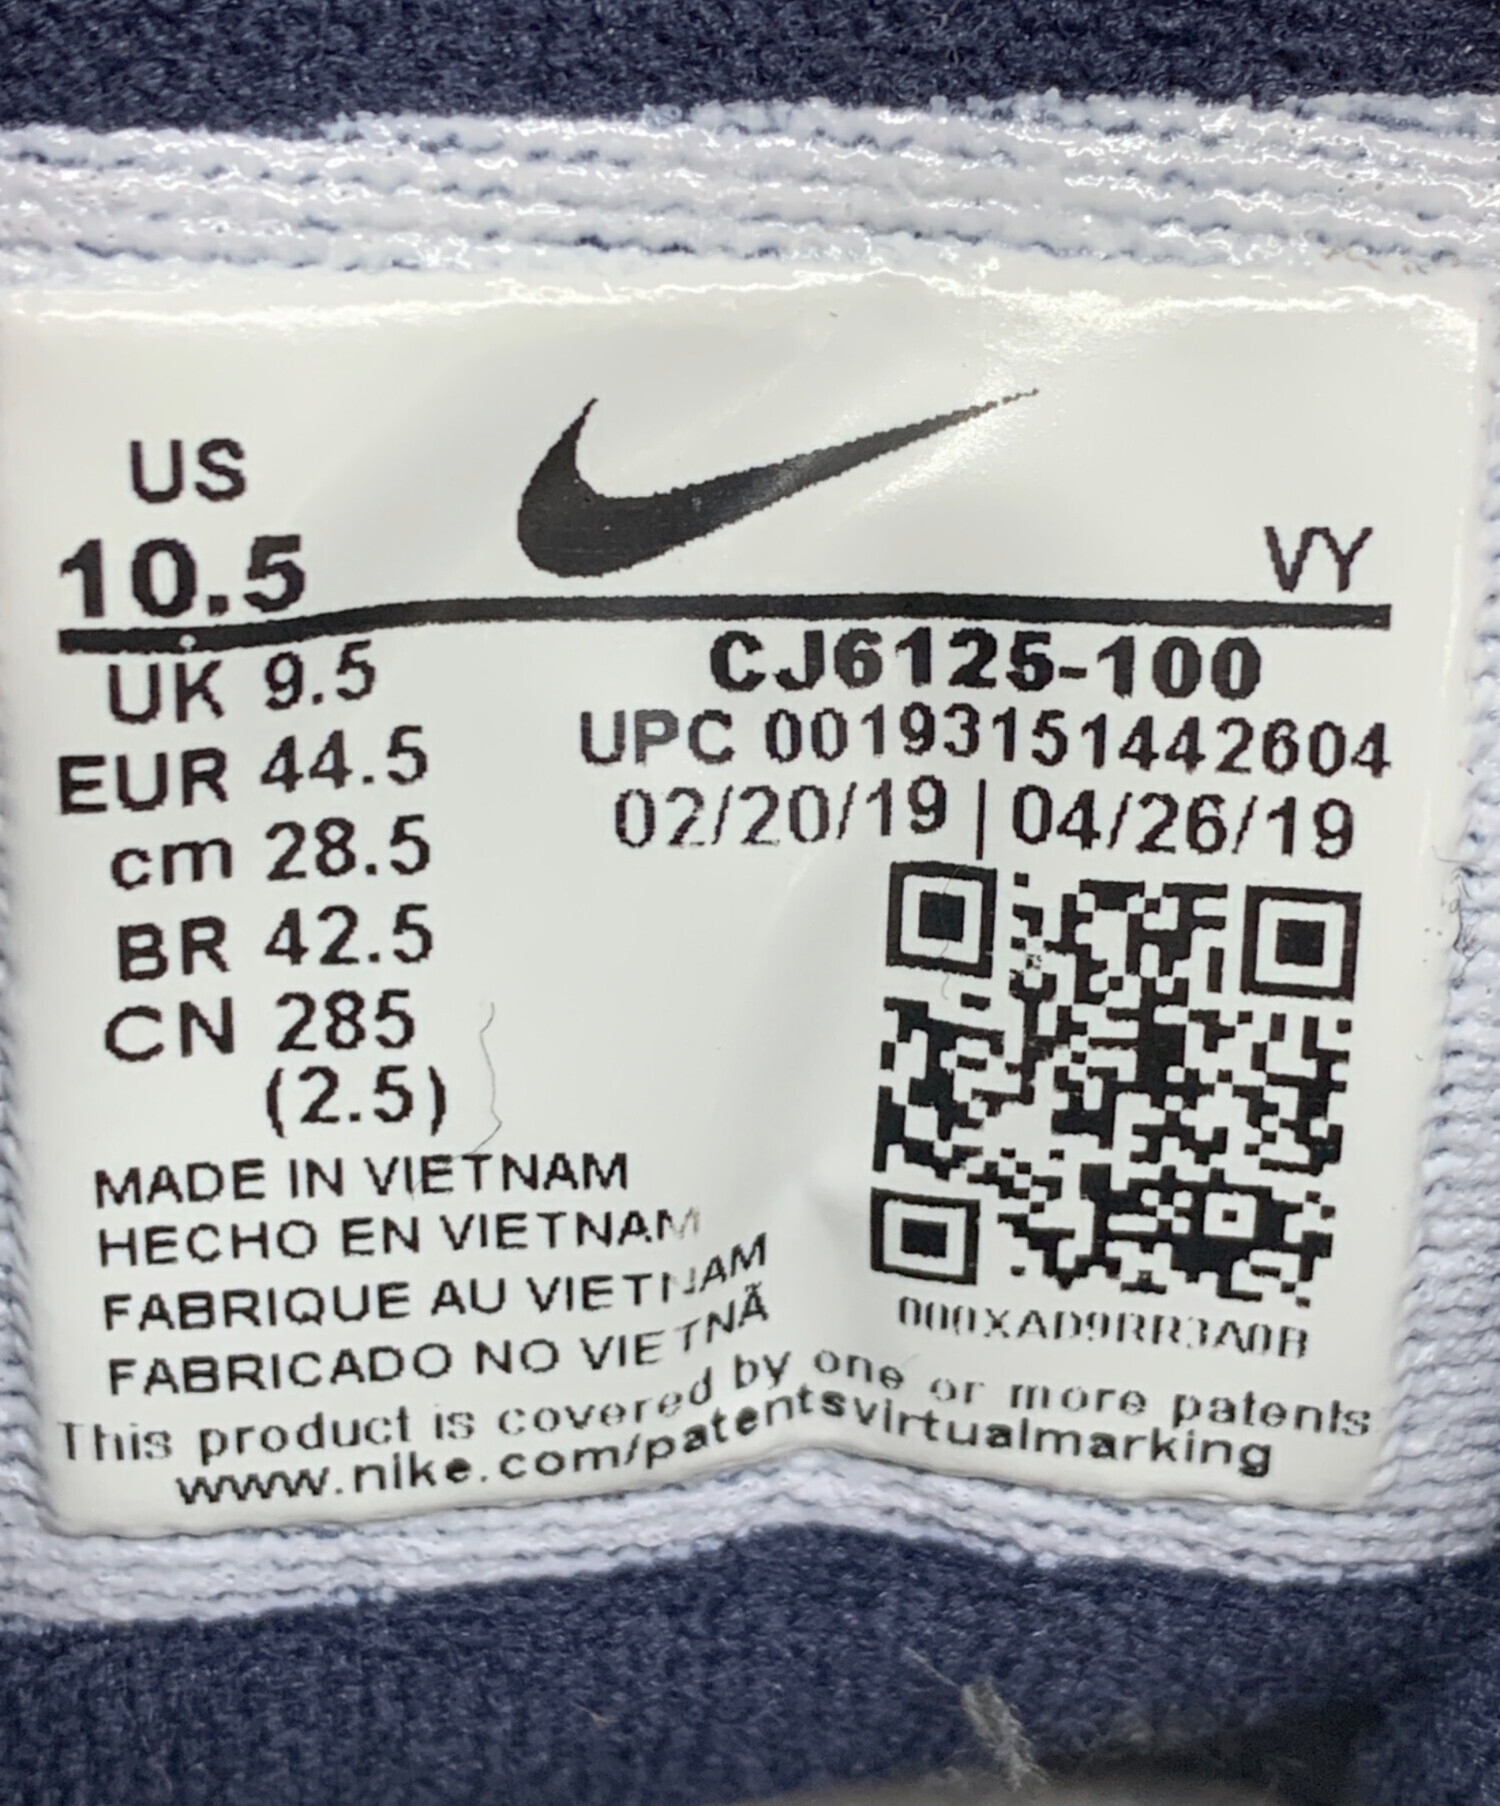 US
10.5
VY
UK 9.5
EUR 44.5
cm 28.5
BR 42.5
CN 285
(2.5)
CJ6125-100
UPC 00193151442604
02/20/19 | 04/26/19
000XAD9RR3A0B
MADE IN VIETNAM
HECHO EN VIETNAM
FABRIQUE AU VIETNAM
FABRICADO NO VIETNÃ
This product is covered by one or more patents
www.nike.com/patentsvirtualmarking